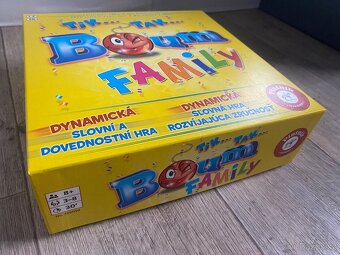 Tik... Tak...
Boum
FAMILY
DYNAMICKÁ
SLOVNÍ A
DOVEDNOSTNÍ HRA
DYNAMICKÁ
SLOVNÁ HRA
ROZVÍJAJÚCA ZRUČNOSŤ
Tik... Tak...
Boum
FAMILY
8+
3-8
30'